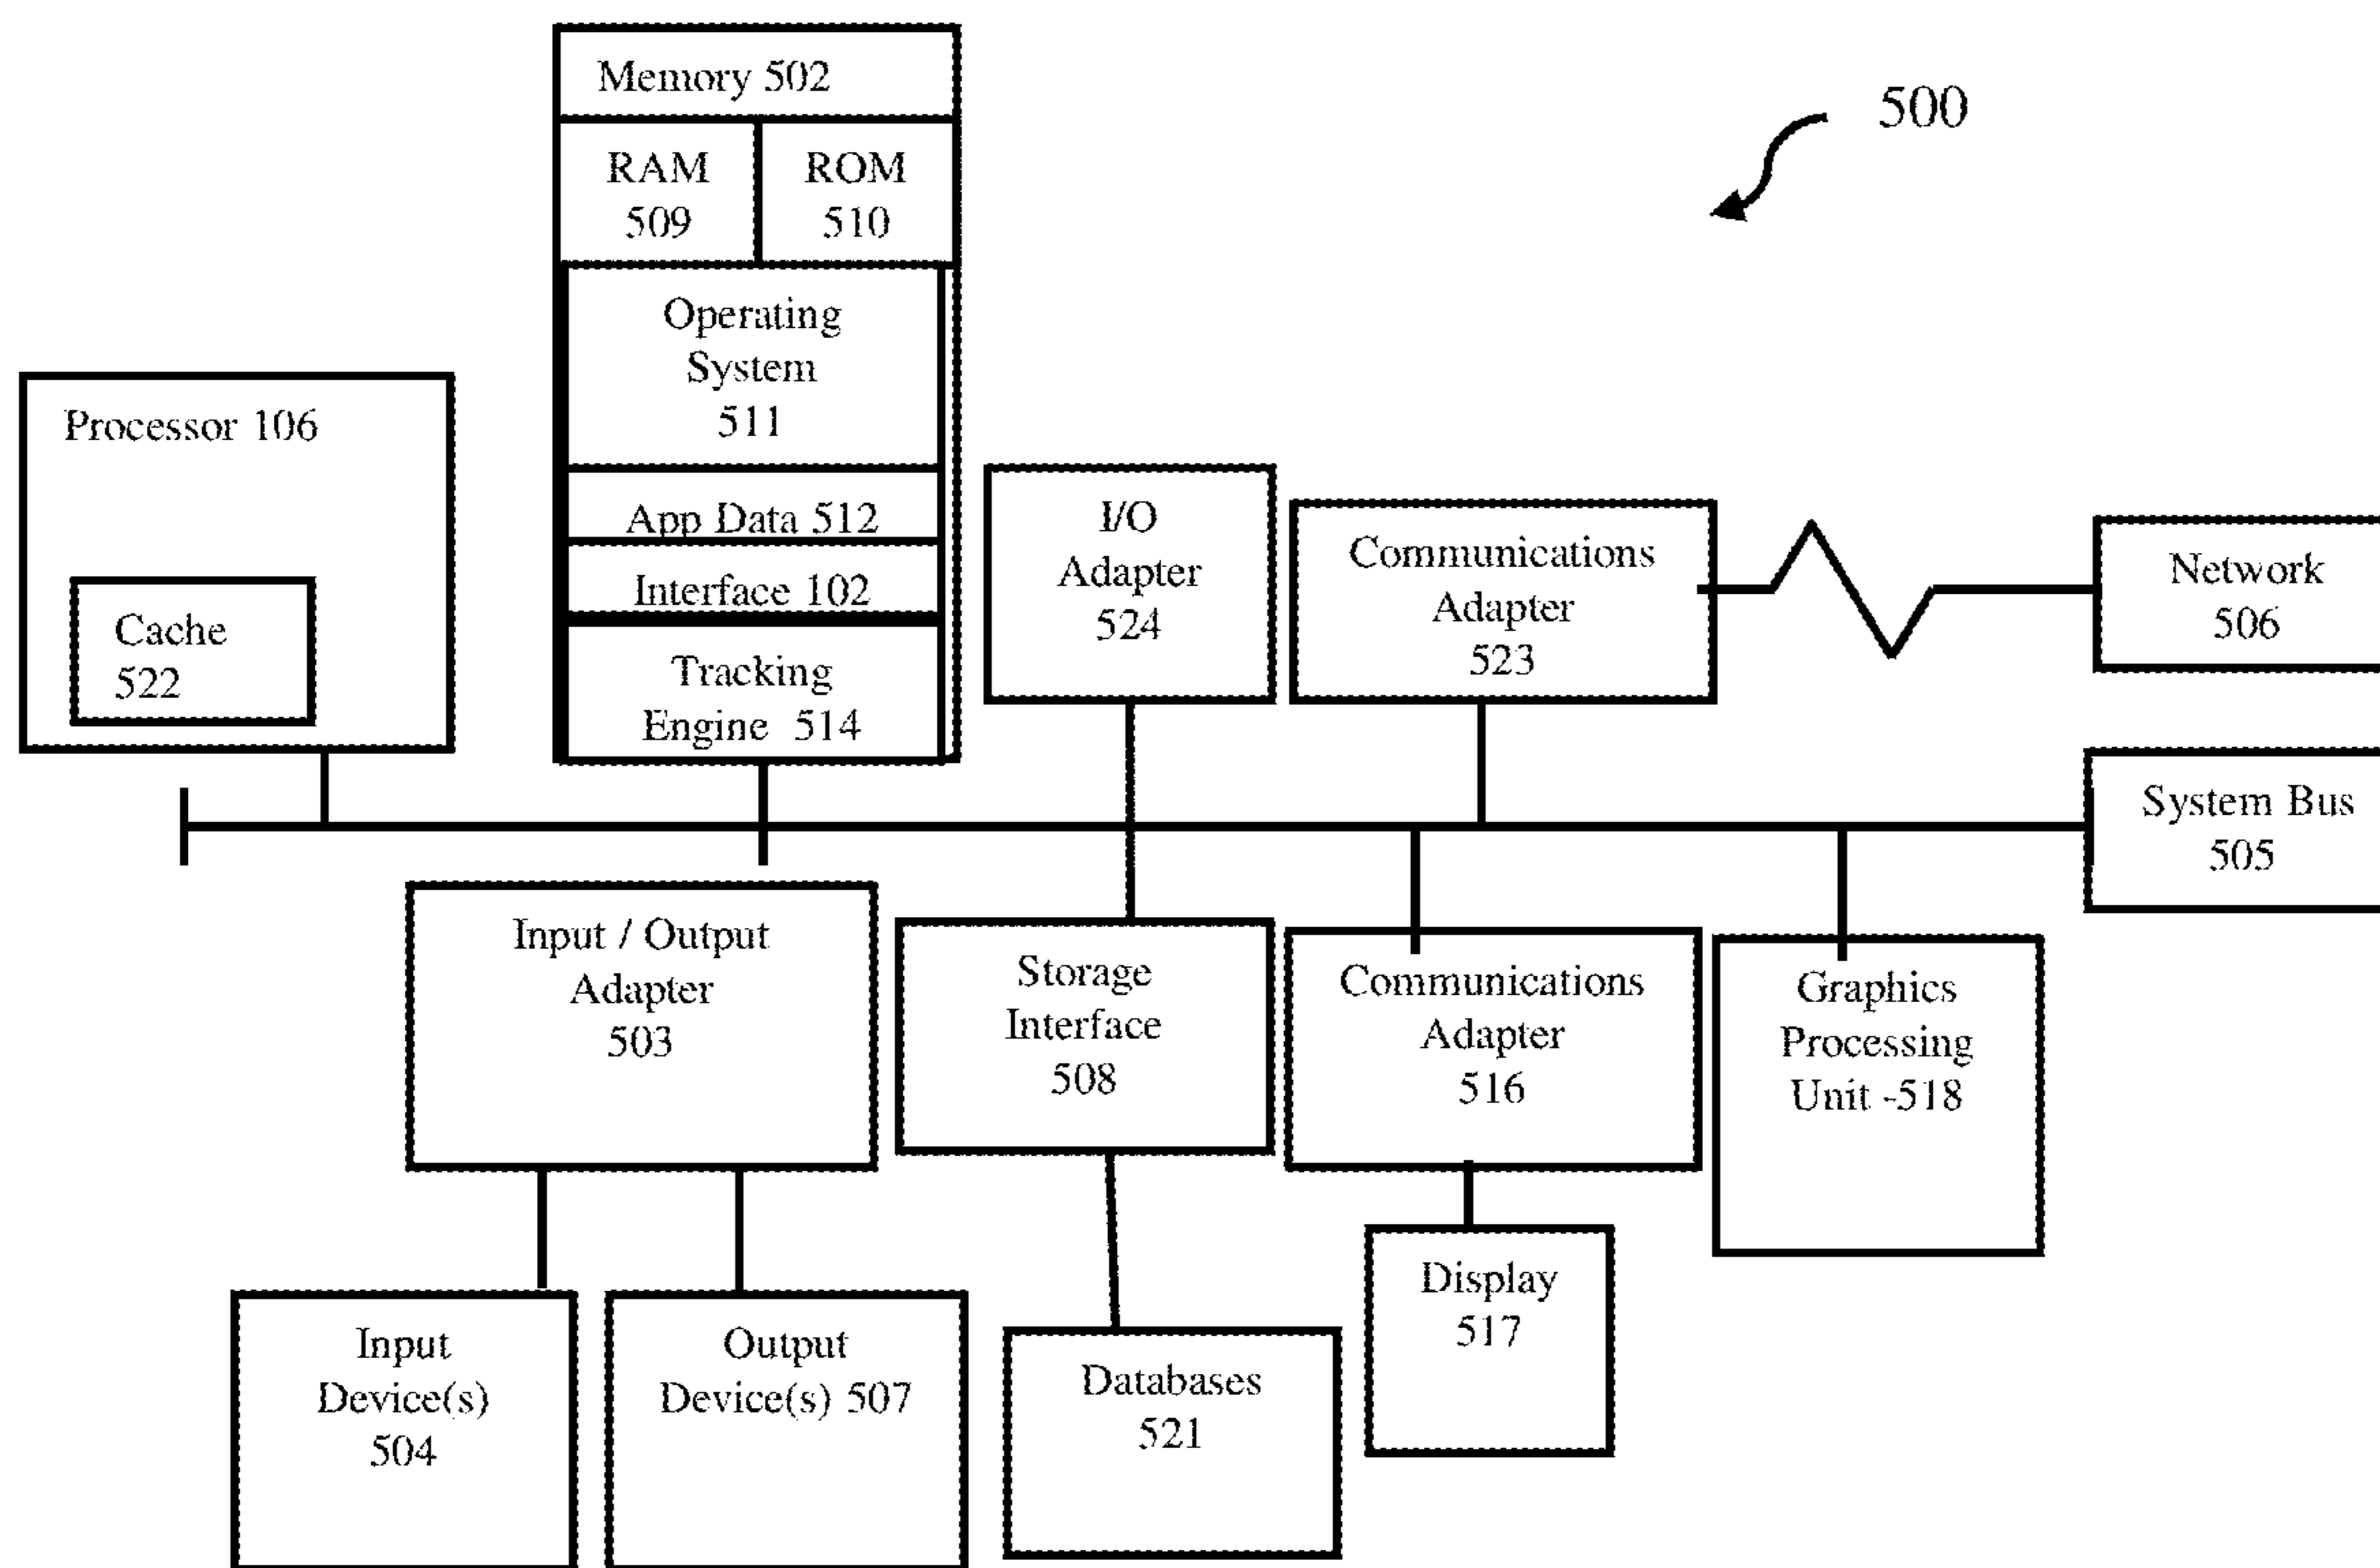 Memory 502
500
RAM
509
ROM
510
Operating
System
511
Processor 106
App Data 512
I/O
Adapter
524
Communications
Adapter
523
Network
506
Interface 102
Cache
522
Tracking
Engine 514
System Bus
505
Input / Output
Adapter
503
Storage
Interface
508
Communications
Adapter
516
Graphics
Processing
Unit -518
Input
Device(s)
504
Output
Device(s) 507
Databases
521
Display
517